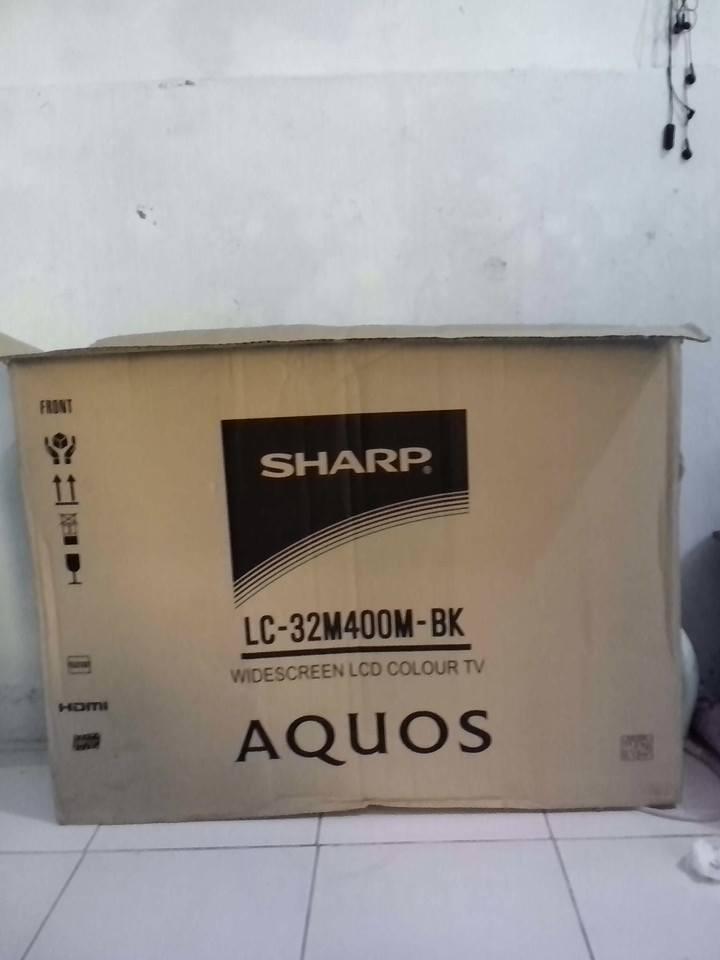 FRONT
SHARP®
LC-32M400M-BK
WIDESCREEN LCD COLOUR TV
HDMI
AQUOS